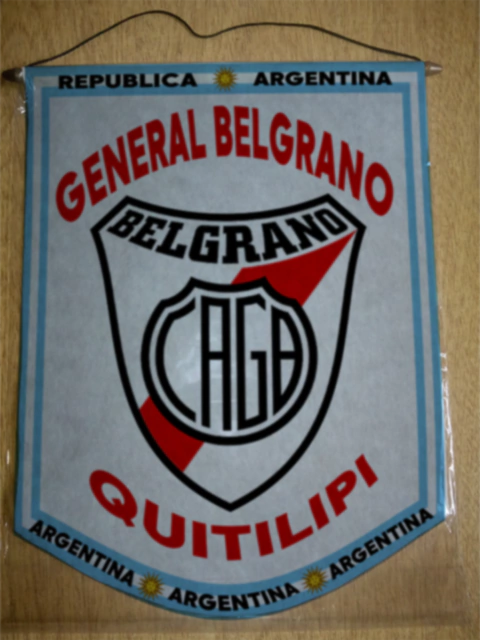 REPUBLICA ARGENTINA
GENERAL BELGRANO
BELGRANO
CAGB
QUITILIPI
ARGENTINA ARGENTINA ARGENTINA